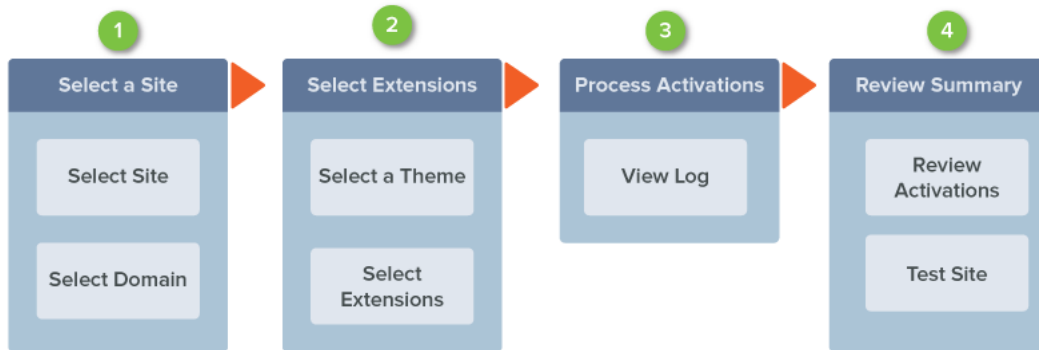 1
2
3
4
Select a Site
Select Extensions
Process Activations
Review Summary
Select Site
Select a Theme
View Log
Review
Activations
Select Domain
Select
Extensions
Test Site